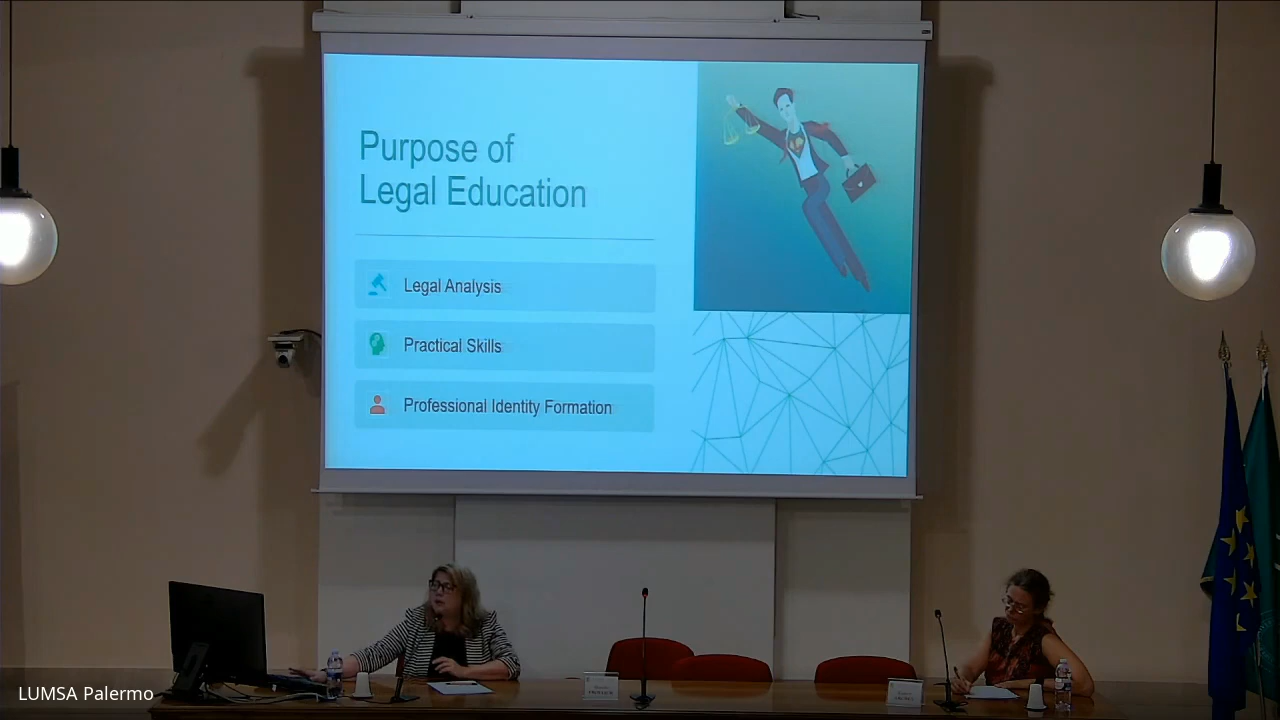 Purpose of
Legal Education
Legal Analysis
Practical Skills
Professional Identity Formation
LUMSA Palermo